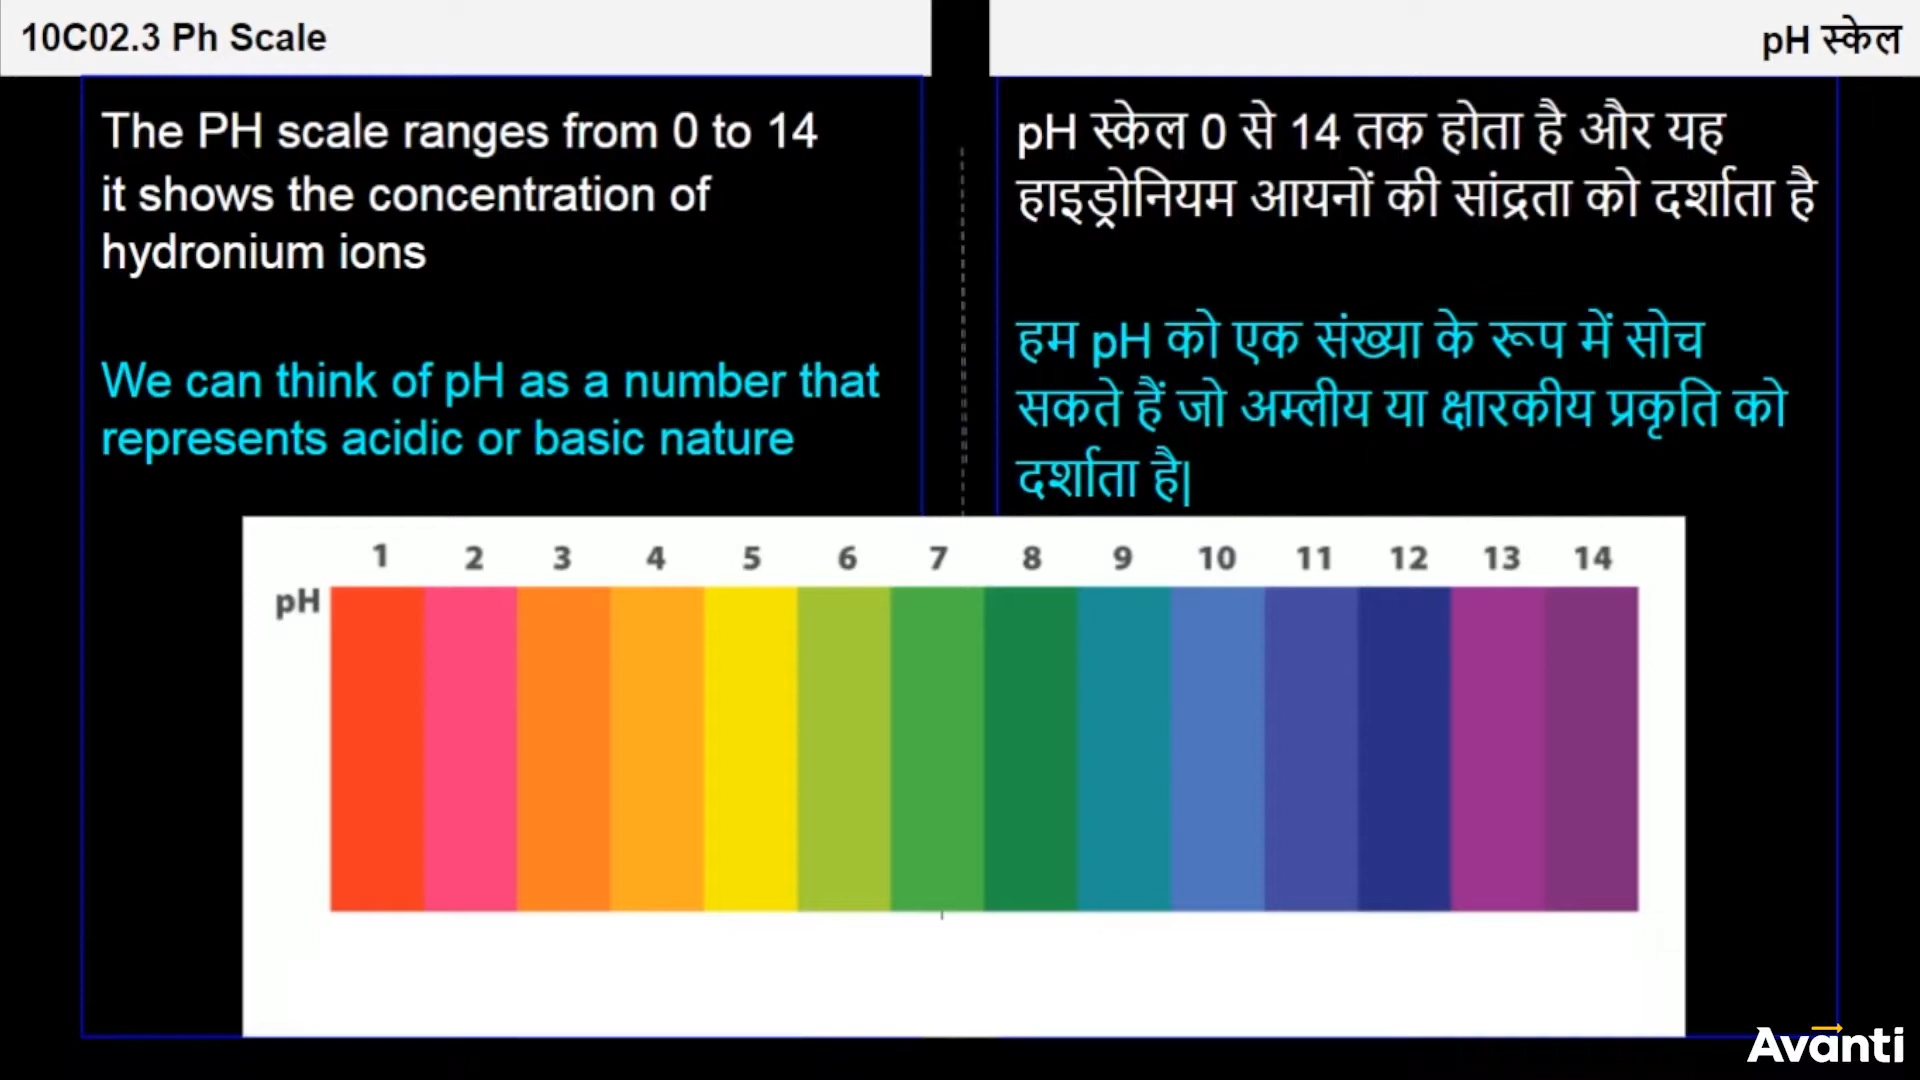 10C02.3 Ph Scale
pH स्केल
The PH scale ranges from 0 to 14
it shows the concentration of
hydronium ions
We can think of pH as a number that
represents acidic or basic nature
pH स्केल 0 से 14 तक होता है और यह
हाइड्रोनियम आयनों की सांद्रता को दर्शाता है
हम pH को एक संख्या के रूप में सोच
सकते हैं जो अम्लीय या क्षारकीय प्रकृति को
दर्शाता है|
1 2 3 4 5 6 7 8 9 10 11 12 13 14
pH
Avanti